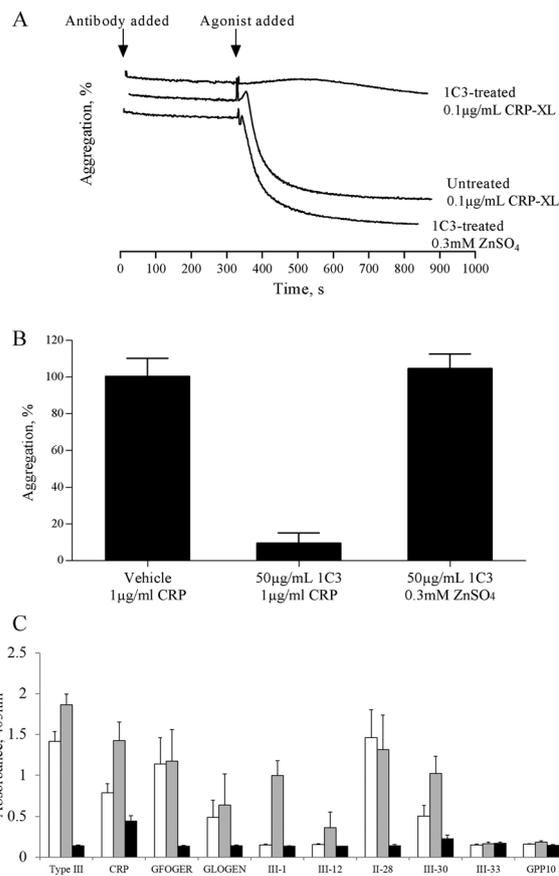 A
Antibody added
Agonist added
Aggregation, %
1C3-treated
0.1µg/mL CRP-XL
Untreated
0.1µg/mL CRP-XL
1C3-treated
0.3mM ZnSO4
0 100 200 300 400 500 600 700 800 900 1000
Time, s
B
Aggregation, %
120
100
80
60
40
20
0
Vehicle
1µg/ml CRP
50µg/mL 1C3
1µg/ml CRP
50µg/mL 1C3
0.3mM ZnSO4
C
2.5
2
1.5
1
0.5
0
Type III CRP GFOGER GLOGEN III-1 III-12 II-28 III-30 III-33 GPP10